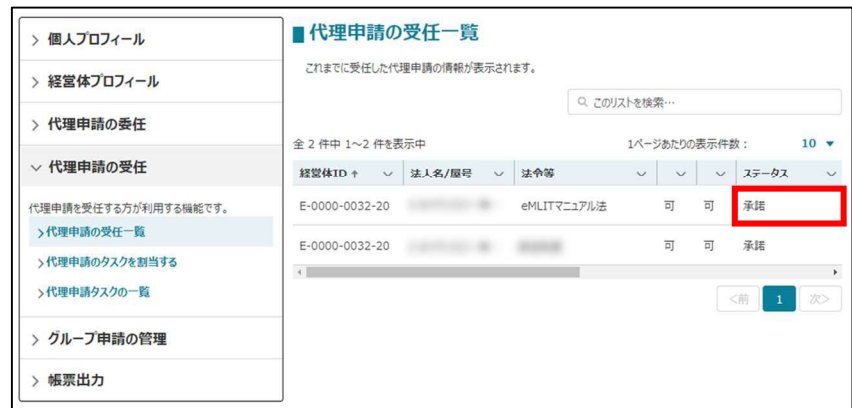 個人プロフィール
経営体プロフィール
代理申請の委任
代理申請の受任
代理申請を受任する方が利用する機能です。
代理申請の受任一覧
代理申請のタスクを割当する
代理申請タスクの一覧
グループ申請の管理
帳票出力
代理申請の受任一覧
これまでに受任した代理申請の情報が表示されます。
このリストを検索…
全 2 件中 1～2 件を表示中 1ページあたりの表示件数： 10
経営体ID ↑ 法人名/屋号 法令等 ステータス
E-0000-0032-20 eMLITマニュアル法 可 可 承諾
E-0000-0032-20 可 可 承諾
<前 1 次>